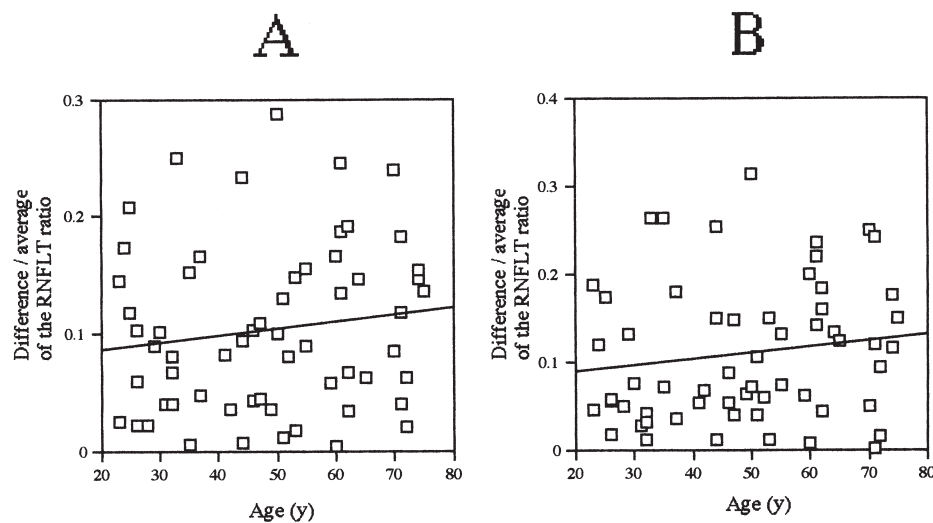 A
0.3
0.2
0.1
0
20 30 40 50 60 70 80
Difference / average
of the RNFLT ratio
Age (y)
B
0.4
0.3
0.2
0.1
0
20 30 40 50 60 70 80
Difference / average
of the RNFLT ratio
Age (y)